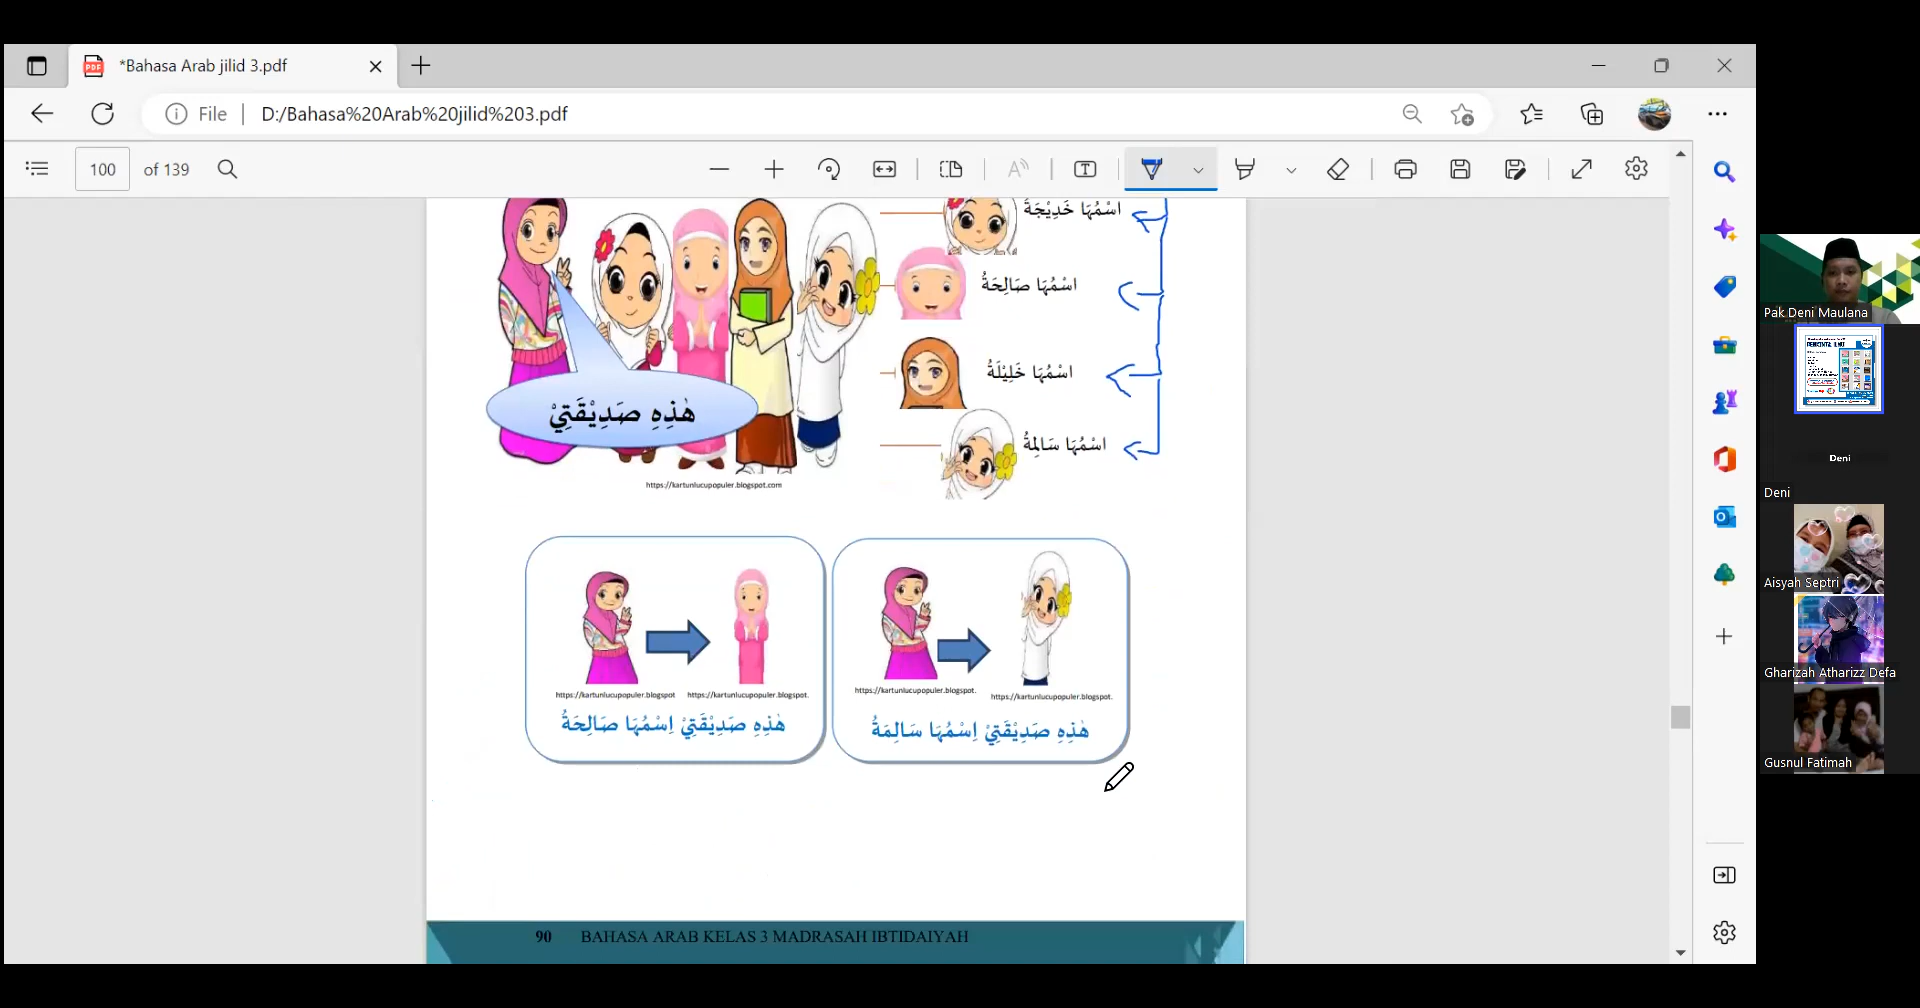 *Bahasa Arab jilid 3.pdf
File
D:/Bahasa%20Arab%20jilid%203.pdf
100 of 139
اسْمُهَا خَدِيْجَةُ
اسْمُهَا صَالِحَةُ
اسْمُهَا خَلِيْلَةُ
اسْمُهَا سَالِمَةُ
هٰذِهِ صَدِيْقَتِيْ
https://kartunlucupopuler.blogspot.com
https://kartunlucupopuler.blogspot
https://kartunlucupopuler.blogspot.
هٰذِهِ صَدِيْقَتِيْ اِسْمُهَا صَالِحَةُ
https://kartunlucupopuler.blogspot.
https://kartunlucupopuler.blogspot.
هٰذِهِ صَدِيْقَتِيْ اِسْمُهَا سَالِمَةُ
90 BAHASA ARAB KELAS 3 MADRASAH IBTIDAIYAH
Pak Deni Maulana
Deni
Deni
Aisyah Septri
Gharizah Atharizz Defa
Gusnul Fatimah